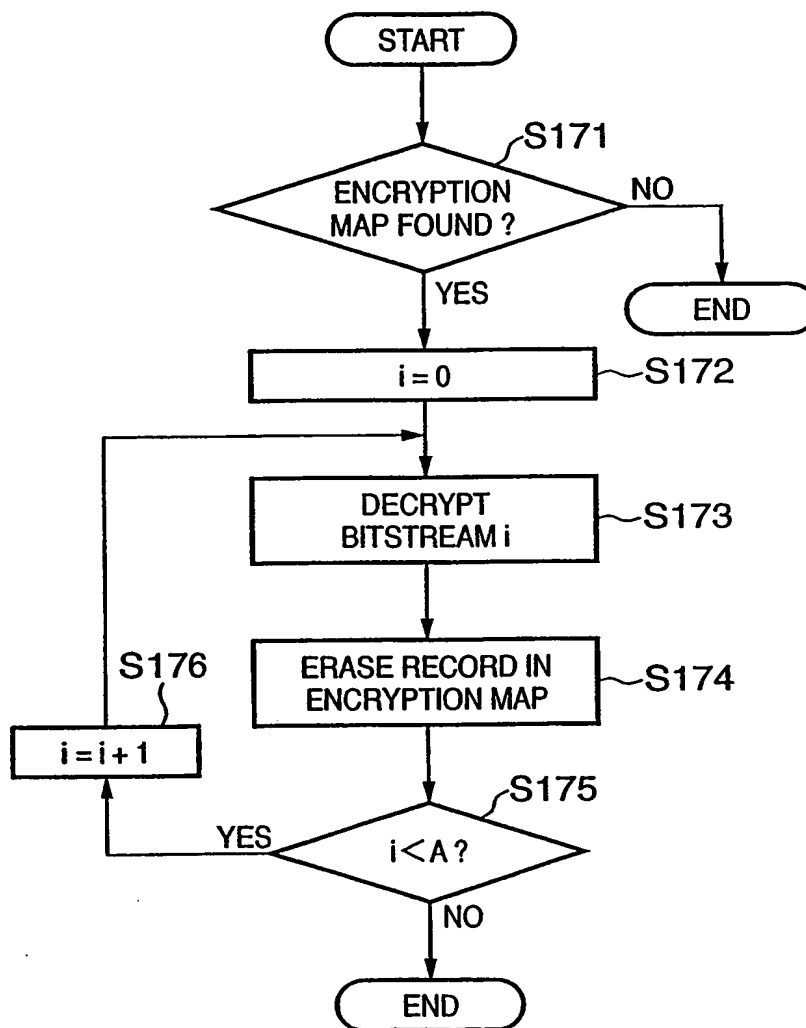 START
S171
ENCRYPTION
MAP FOUND ?
NO
YES
END
i = 0
S172
DECRYPT
BITSTREAM i
S173
ERASE RECORD IN
ENCRYPTION MAP
S174
S176
i = i + 1
S175
YES
i < A ?
NO
END